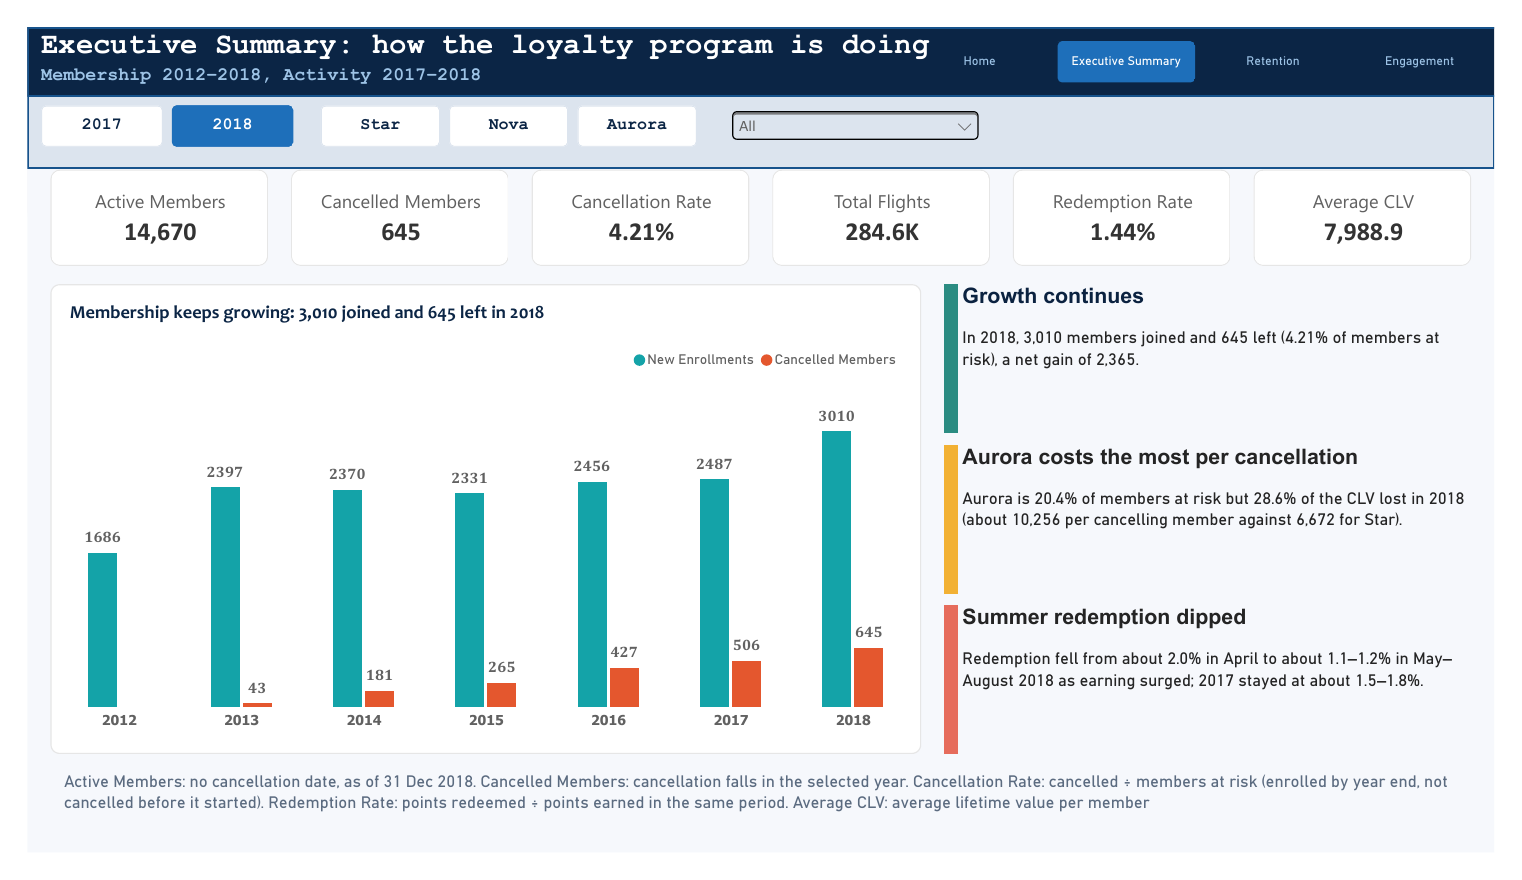 Executive Summary: how the loyalty program is doing
Membership 2012–2018, Activity 2017–2018
Home
Executive Summary
Retention
Engagement
2017
2018
Star
Nova
Aurora
All
Active Members
14,670
Cancelled Members
645
Cancellation Rate
4.21%
Total Flights
284.6K
Redemption Rate
1.44%
Average CLV
7,988.9
Membership keeps growing: 3,010 joined and 645 left in 2018
New Enrollments
Cancelled Members
1686
2397
43
2370
181
2331
265
2456
427
2487
506
3010
645
2012
2013
2014
2015
2016
2017
2018
Growth continues
In 2018, 3,010 members joined and 645 left (4.21% of members at
risk), a net gain of 2,365.
Aurora costs the most per cancellation
Aurora is 20.4% of members at risk but 28.6% of the CLV lost in 2018
(about 10,256 per cancelling member against 6,672 for Star).
Summer redemption dipped
Redemption fell from about 2.0% in April to about 1.1–1.2% in May–
August 2018 as earning surged; 2017 stayed at about 1.5–1.8%.
Active Members: no cancellation date, as of 31 Dec 2018. Cancelled Members: cancellation falls in the selected year. Cancellation Rate: cancelled ÷ members at risk (enrolled by year end, not
cancelled before it started). Redemption Rate: points redeemed ÷ points earned in the same period. Average CLV: average lifetime value per member